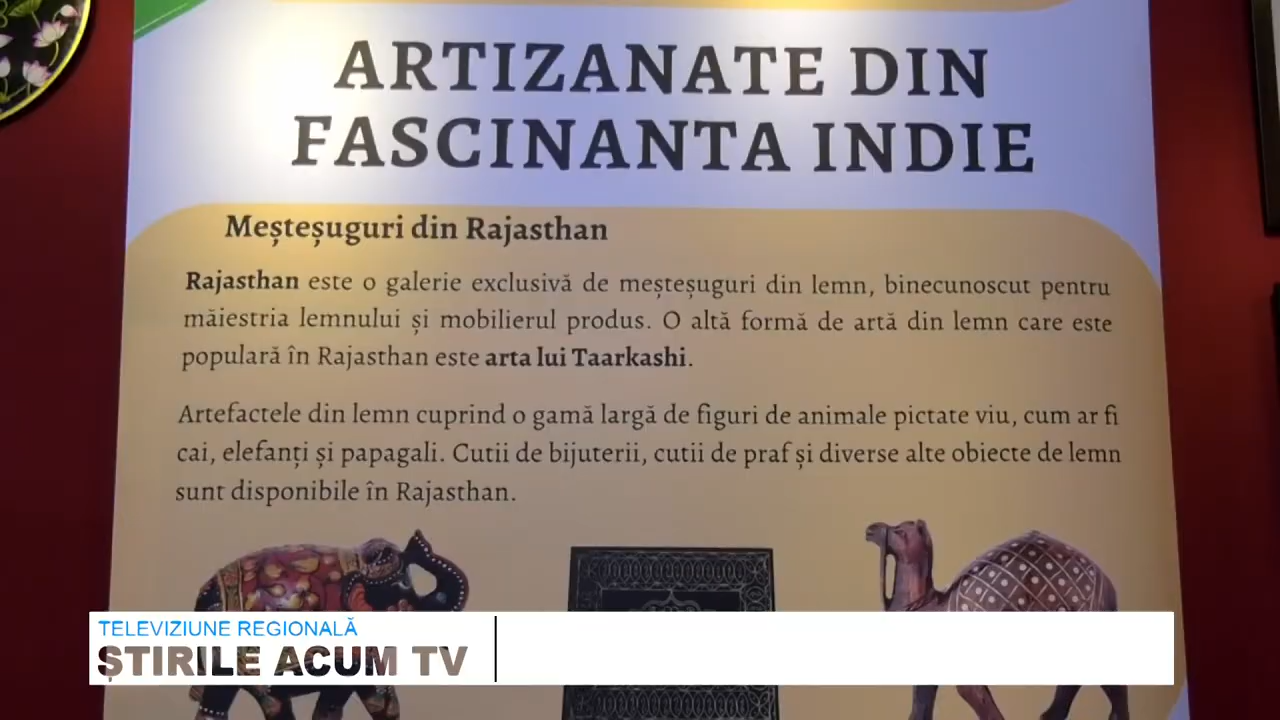 ARTIZANATE DIN
FASCINANTA INDIE
Meșteșuguri din Rajasthan
Rajasthan este o galerie exclusivă de meșteșuguri din lemn, binecunoscut pentru
măiestria lemnului și mobilierul produs. O altă formă de artă din lemn care este
populară în Rajasthan este arta lui Taarkashi.
Artefactele din lemn cuprind o gamă largă de figuri de animale pictate viu, cum ar fi
cai, elefanți și papagali. Cutii de bijuterii, cutii de praf și diverse alte obiecte de lemn
sunt disponibile în Rajasthan.
TELEVIZIUNE REGIONALĂ
ȘTIRILE ACUM TV